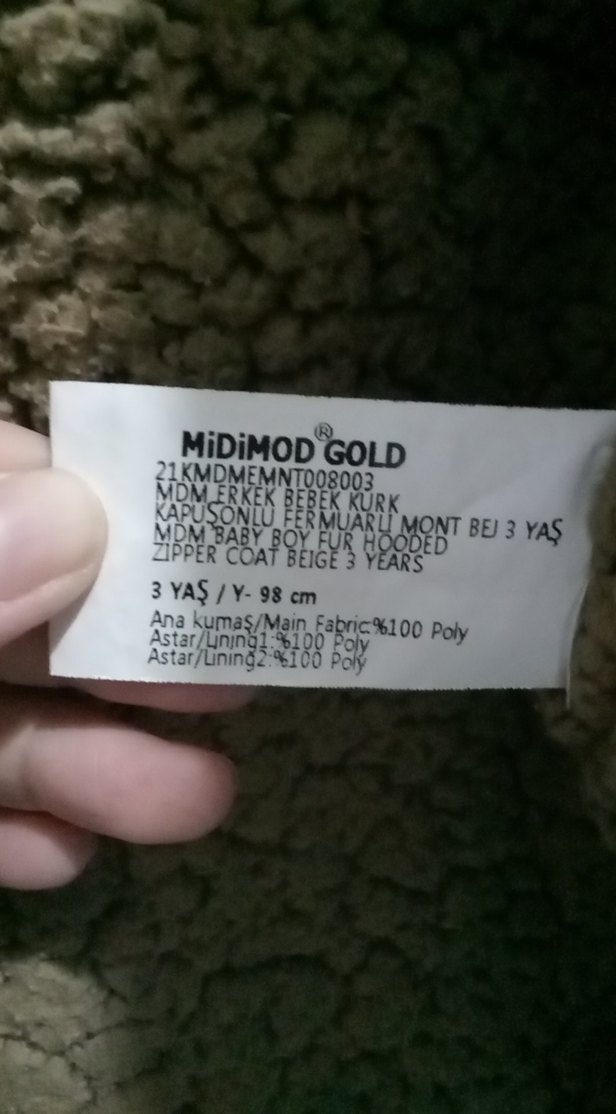 MiDiMOD® GOLD
21KMDMEMNT008003
MDM ERKEK BEBEK KURK
KAPUŞONLU FERMUARLI MONT BEJ 3 YAŞ
MDM BABY BOY FUR HOODED
ZIPPER COAT BEIGE 3 YEARS
3 YAŞ / Y- 98 cm
Ana kumaş/Main Fabric:%100 Poly
Astar/Lining1:%100 Poly
Astar/Lining2:%100 Poly